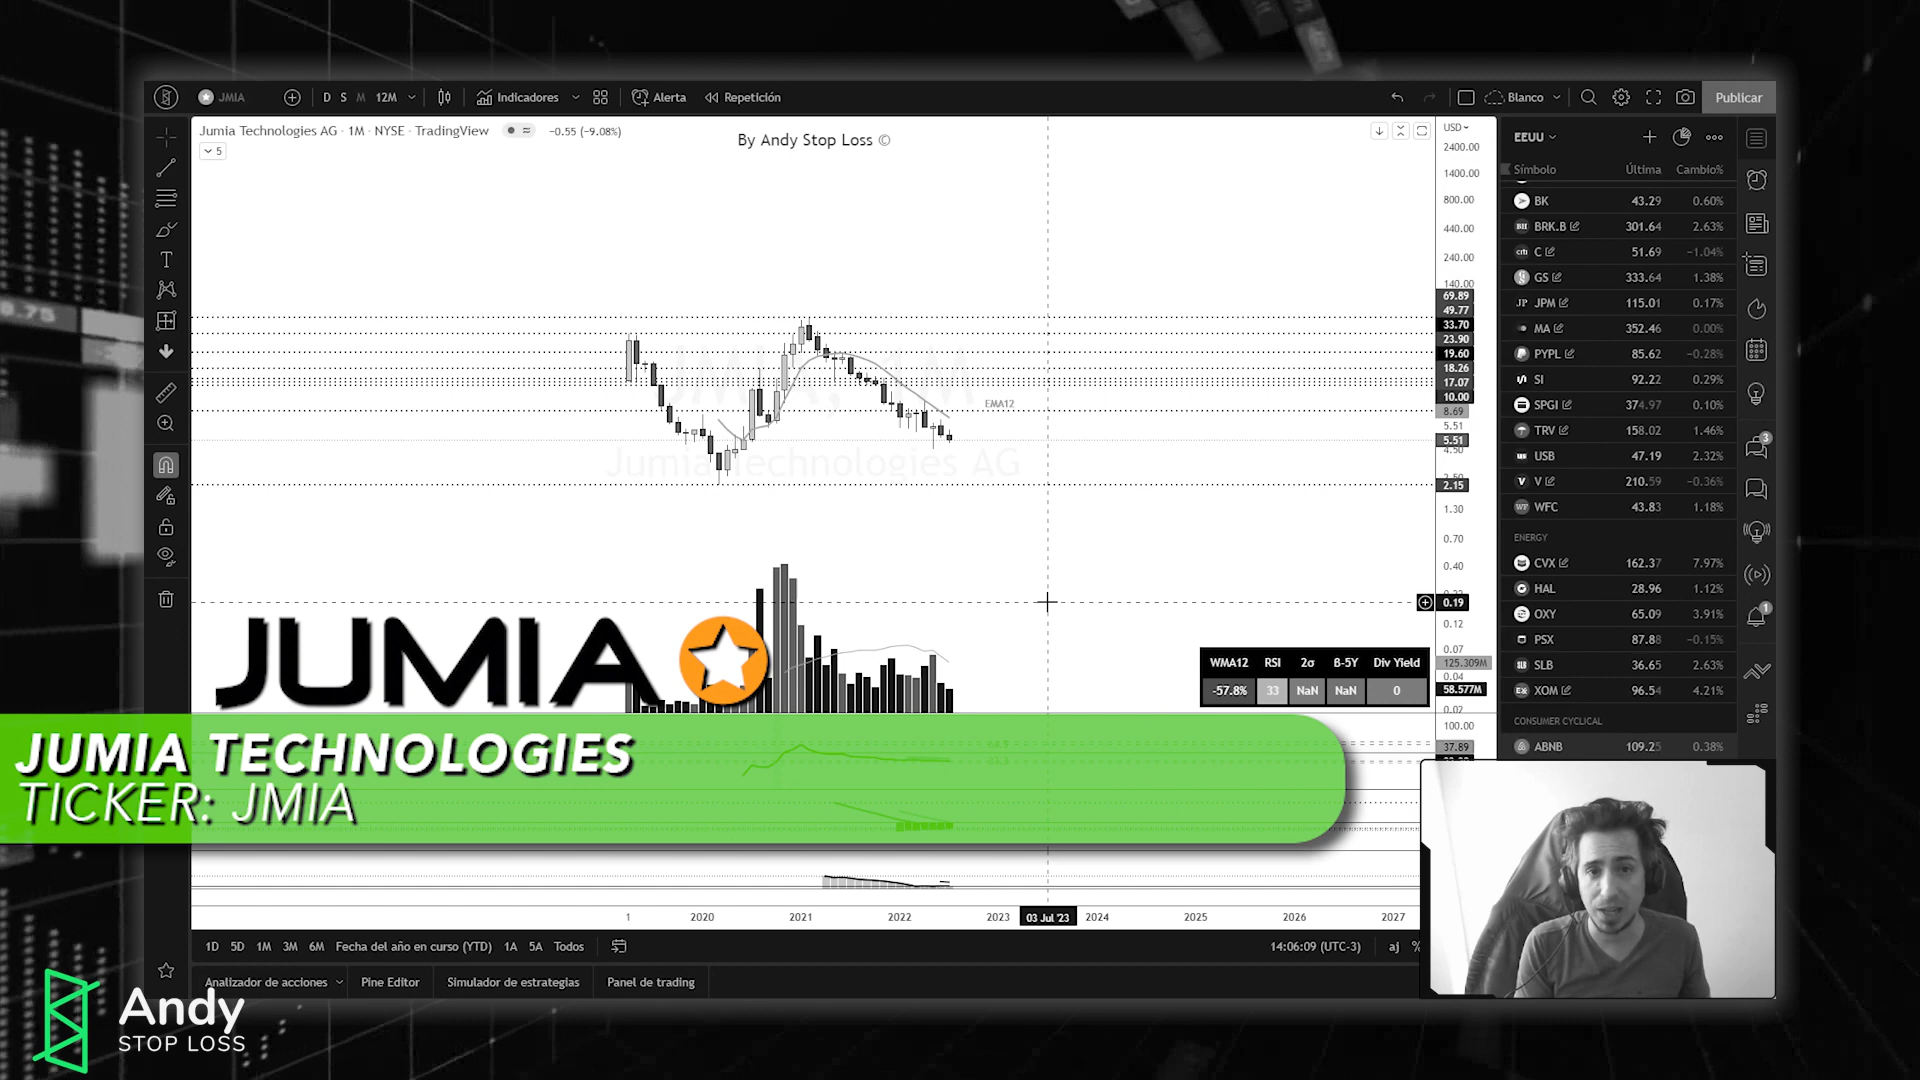 JMIA
D S M 12M
Indicadores
Alerta
Repetición
Blanco
Publicar
Jumia Technologies AG · 1M · NYSE · TradingView
−0.55 (−9.08%)
5
By Andy Stop Loss ©
USD
2400.00
1400.00
800.00
440.00
240.00
140.00
69.89
49.77
33.70
23.90
19.60
18.26
17.07
10.00
8.69
5.51
5.51
4.50
2.15
1.30
0.70
0.40
0.19
0.12
0.07
125.309M
0.04
58.577M
0.02
100.00
37.89
EMA12
JMIA, 1M
Jumia Technologies AG
WMA12 RSI 2σ ß-5Y Div Yield
-57.8% 33 NaN NaN 0
EEUU
Símbolo Última Cambio%
BK 43.29 0.60%
BRK.B 301.64 2.63%
C 51.69 −1.04%
GS 333.64 1.38%
JPM 115.01 0.17%
MA 352.46 0.00%
PYPL 85.62 −0.28%
SI 92.22 0.29%
SPGI 374.97 0.10%
TRV 158.02 1.46%
USB 47.19 2.32%
V 210.59 −0.36%
WFC 43.83 1.18%
ENERGY
CVX 162.37 7.97%
HAL 28.96 1.12%
OXY 65.09 3.91%
PSX 87.88 −0.15%
SLB 36.65 2.63%
XOM 96.54 4.21%
CONSUMER CYCLICAL
ABNB 109.25 0.38%
3
1
JUMIA
JUMIA TECHNOLOGIES
TICKER: JMIA
1 2020 2021 2022 2023 03 Jul '23 2024 2025 2026 2027
1D 5D 1M 3M 6M Fecha del año en curso (YTD) 1A 5A Todos
14:06:09 (UTC-3)
aj %
Analizador de acciones
Pine Editor
Simulador de estrategias
Panel de trading
Andy
STOP LOSS